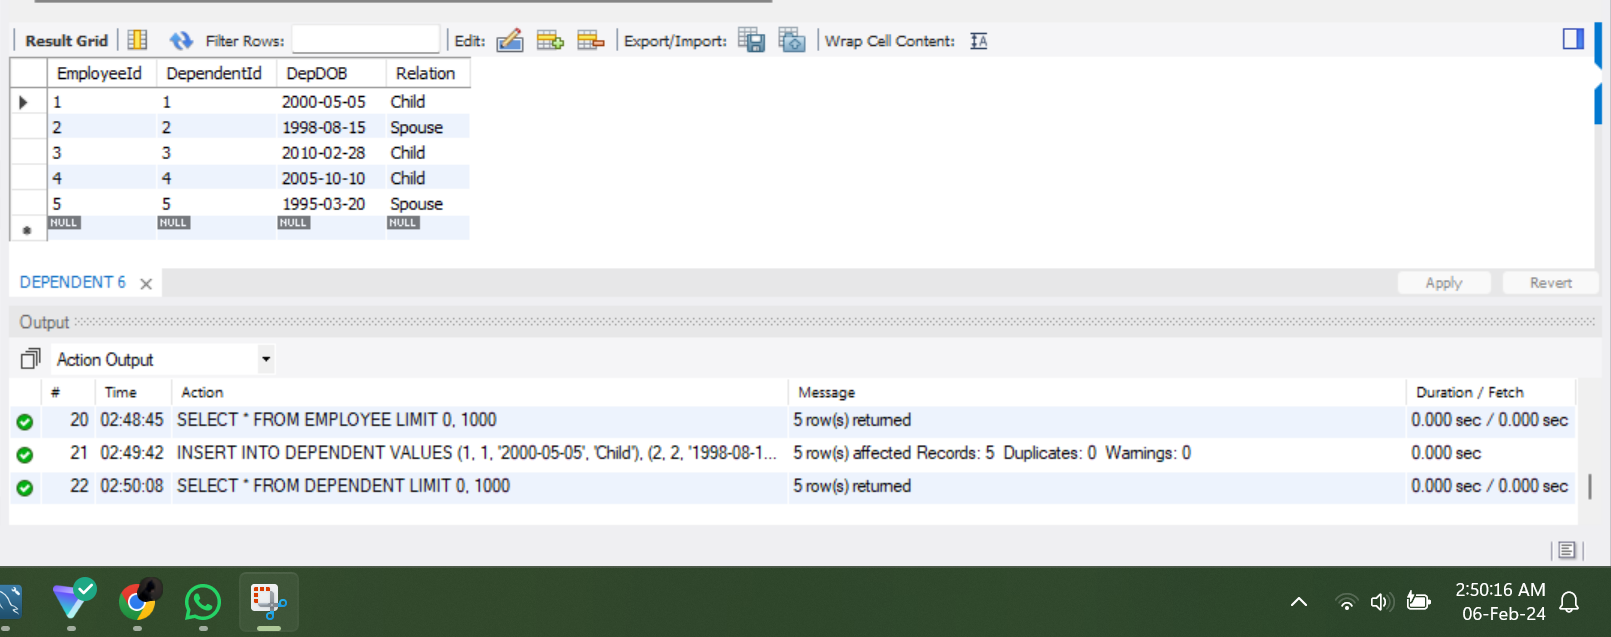 Result Grid Filter Rows: Edit: Export/Import: Wrap Cell Content: IA
EmployeeId DependentId DepDOB Relation
1 1 2000-05-05 Child
2 2 1998-08-15 Spouse
3 3 2010-02-28 Child
4 4 2005-10-10 Child
5 5 1995-03-20 Spouse
NULL NULL NULL NULL
DEPENDENT 6 Apply Revert
Output
Action Output
# Time Action Message Duration / Fetch
20 02:48:45 SELECT * FROM EMPLOYEE LIMIT 0, 1000 5 row(s) returned 0.000 sec / 0.000 sec
21 02:49:42 INSERT INTO DEPENDENT VALUES (1, 1, '2000-05-05', 'Child'), (2, 2, '1998-08-1... 5 row(s) affected Records: 5 Duplicates: 0 Warnings: 0 0.000 sec
22 02:50:08 SELECT * FROM DEPENDENT LIMIT 0, 1000 5 row(s) returned 0.000 sec / 0.000 sec
2:50:16 AM
06-Feb-24